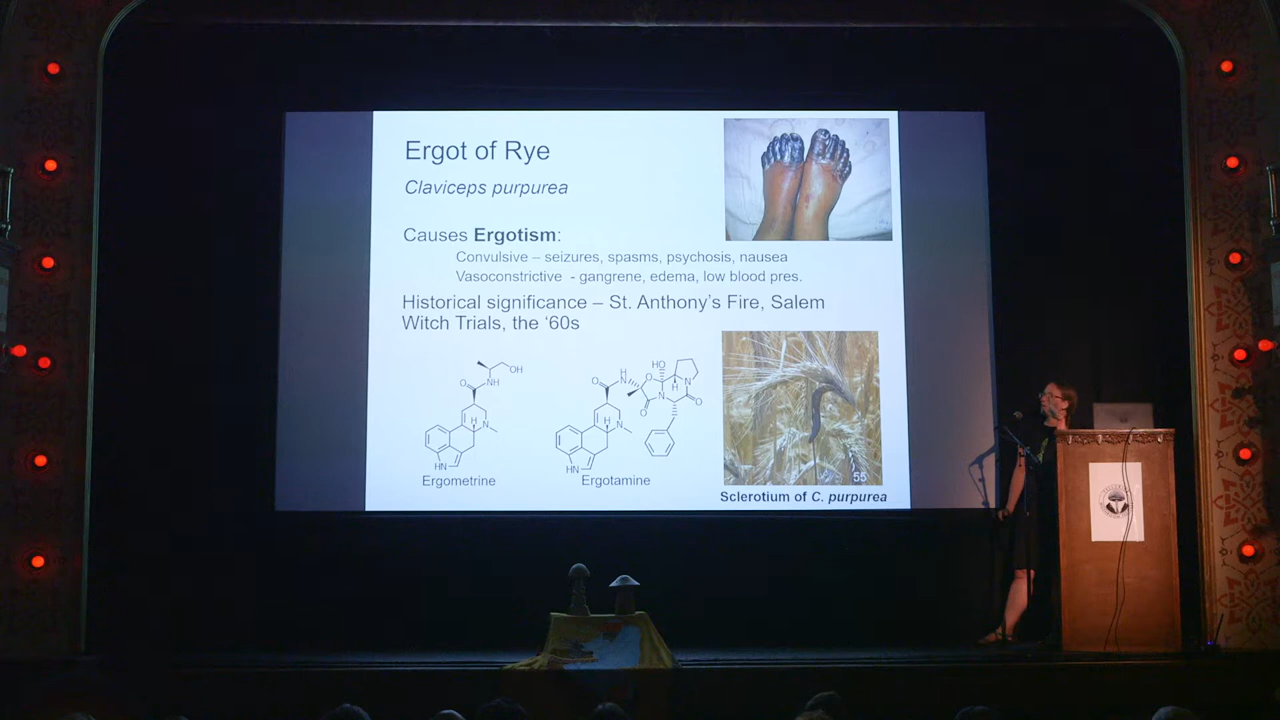 Ergot of Rye
Claviceps purpurea
Causes Ergotism:
Convulsive – seizures, spasms, psychosis, nausea
Vasoconstrictive - gangrene, edema, low blood pres.
Historical significance – St. Anthony's Fire, Salem
Witch Trials, the '60s
OH
O
NH
H
N
HN
Ergometrine
HO
H
O
N
O
H
N
N
O
O
H
N
HN
Ergotamine
55
Sclerotium of C. purpurea